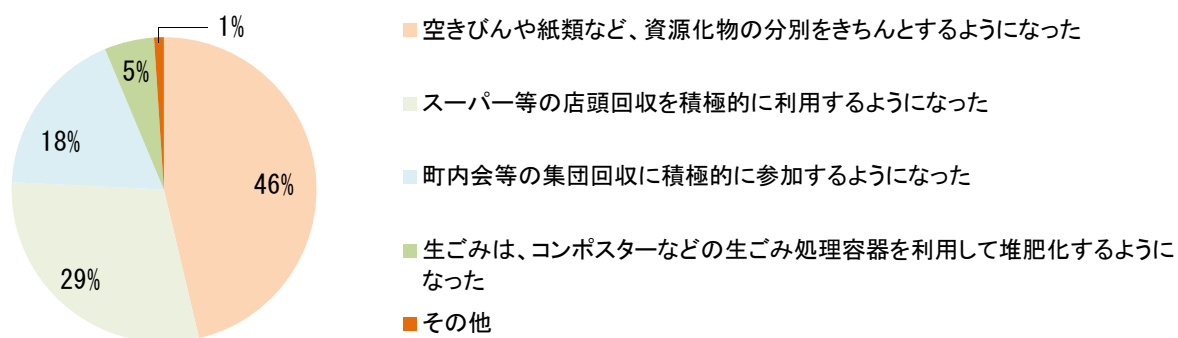 1%
空きびんや紙類など、資源化物の分別をきちんとするようになった
5%
スーパー等の店頭回収を積極的に利用するようになった
18%
町内会等の集団回収に積極的に参加するようになった
46%
生ごみは、コンポスターなどの生ごみ処理容器を利用して堆肥化するように
なった
29%
その他